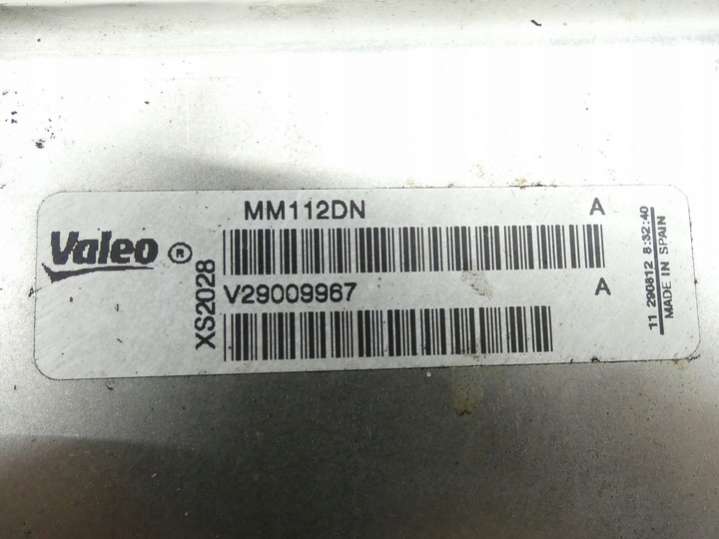 MM112DN A
Valeo ®
XS2028
V29009967 A
11 290812 8:32:40
MADE IN SPAIN